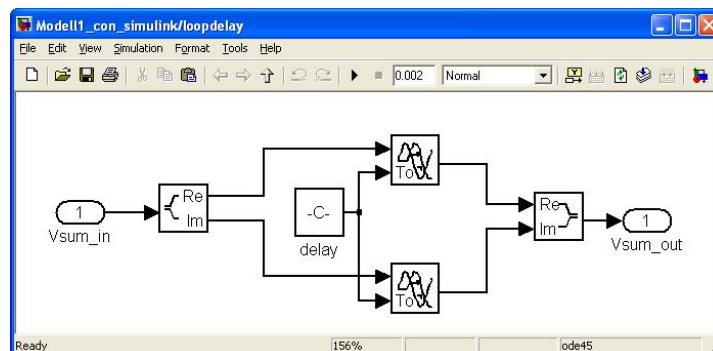 Modell1_con_simulink/loopdelay
File Edit View Simulation Format Tools Help
0.002 Normal
To
Re
Im
1
Vsum_in
-C-
delay
Re
Im
1
Vsum_out
To
Ready 156% ode45